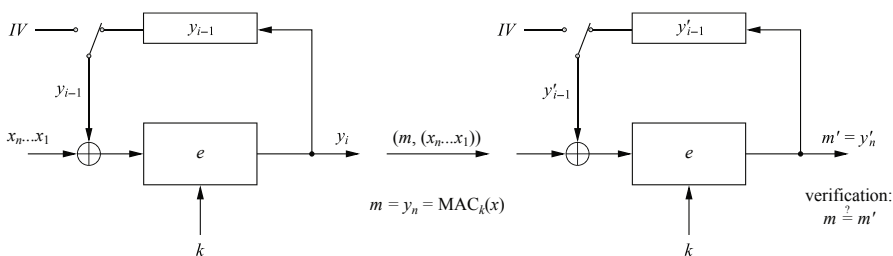 IV
y_{i−1}
y_{i−1}
x_n...x_1
e
y_i
k
(m, (x_n...x_1))
m = y_n = MAC_k(x)
IV
y'_{i−1}
y'_{i−1}
e
m' = y'_n
k
verification:
m ≟ m'